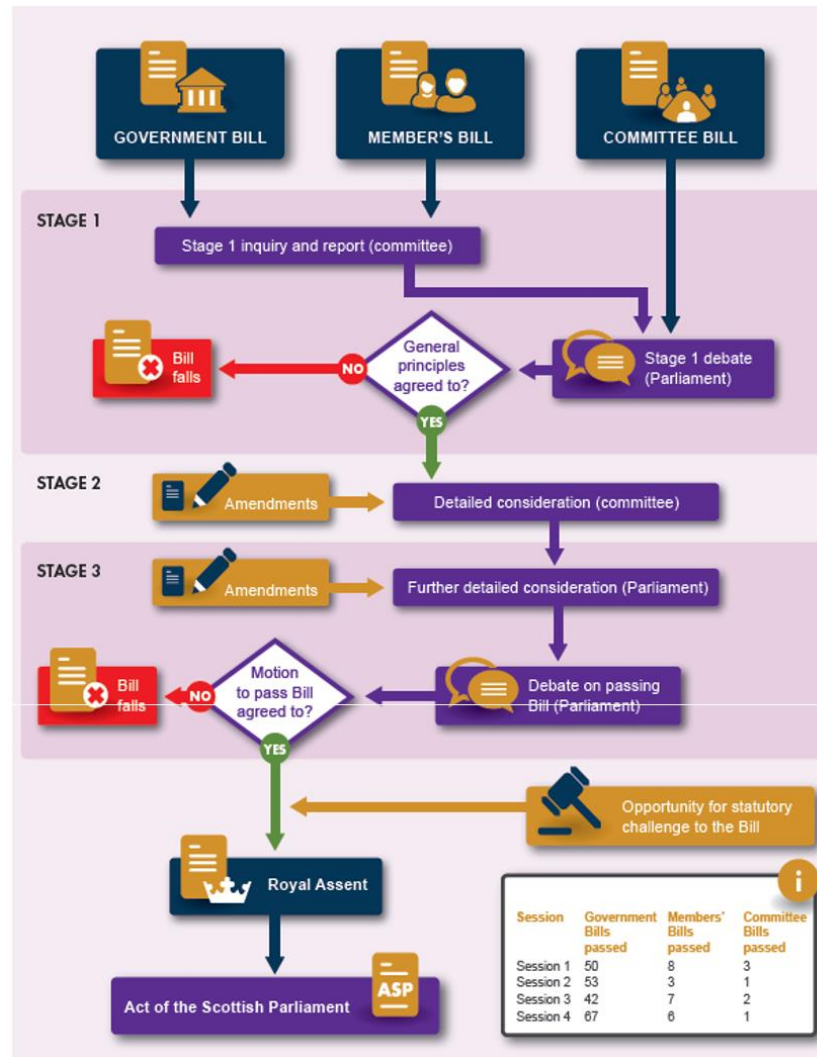 GOVERNMENT BILL
MEMBER'S BILL
COMMITTEE BILL
STAGE 1
Stage 1 inquiry and report (committee)
Bill
falls
NO
General
principles
agreed to?
Stage 1 debate
(Parliament)
YES
STAGE 2
Amendments
Detailed consideration (committee)
STAGE 3
Amendments
Further detailed consideration (Parliament)
Bill
falls
NO
Motion
to pass Bill
agreed to?
Debate on passing
Bill (Parliament)
YES
Opportunity for statutory
challenge to the Bill
Royal Assent
i
Session Government Members' Committee
Bills Bills Bills
passed passed passed
Session 1 50 8 3
Session 2 53 3 1
Session 3 42 7 2
Session 4 67 6 1
Act of the Scottish Parliament
ASP